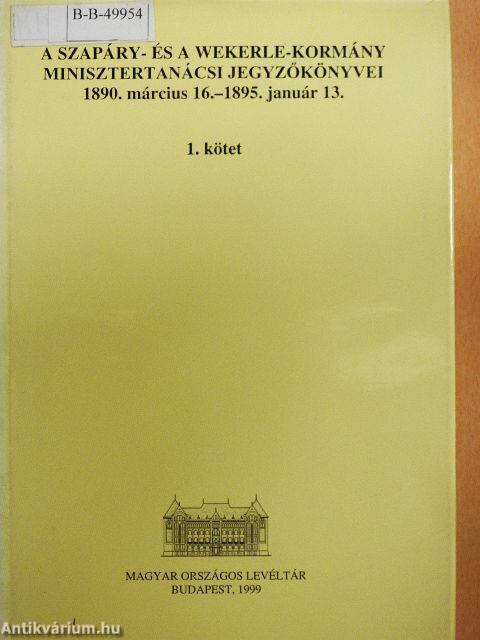 B-B-49954
A SZAPÁRY- ÉS A WEKERLE-KORMÁNY
MINISZTERTANÁCSI JEGYZŐKÖNYVEI
1890. március 16.–1895. január 13.
1. kötet
MAGYAR ORSZÁGOS LEVÉLTÁR
BUDAPEST, 1999
Antikvárium.hu